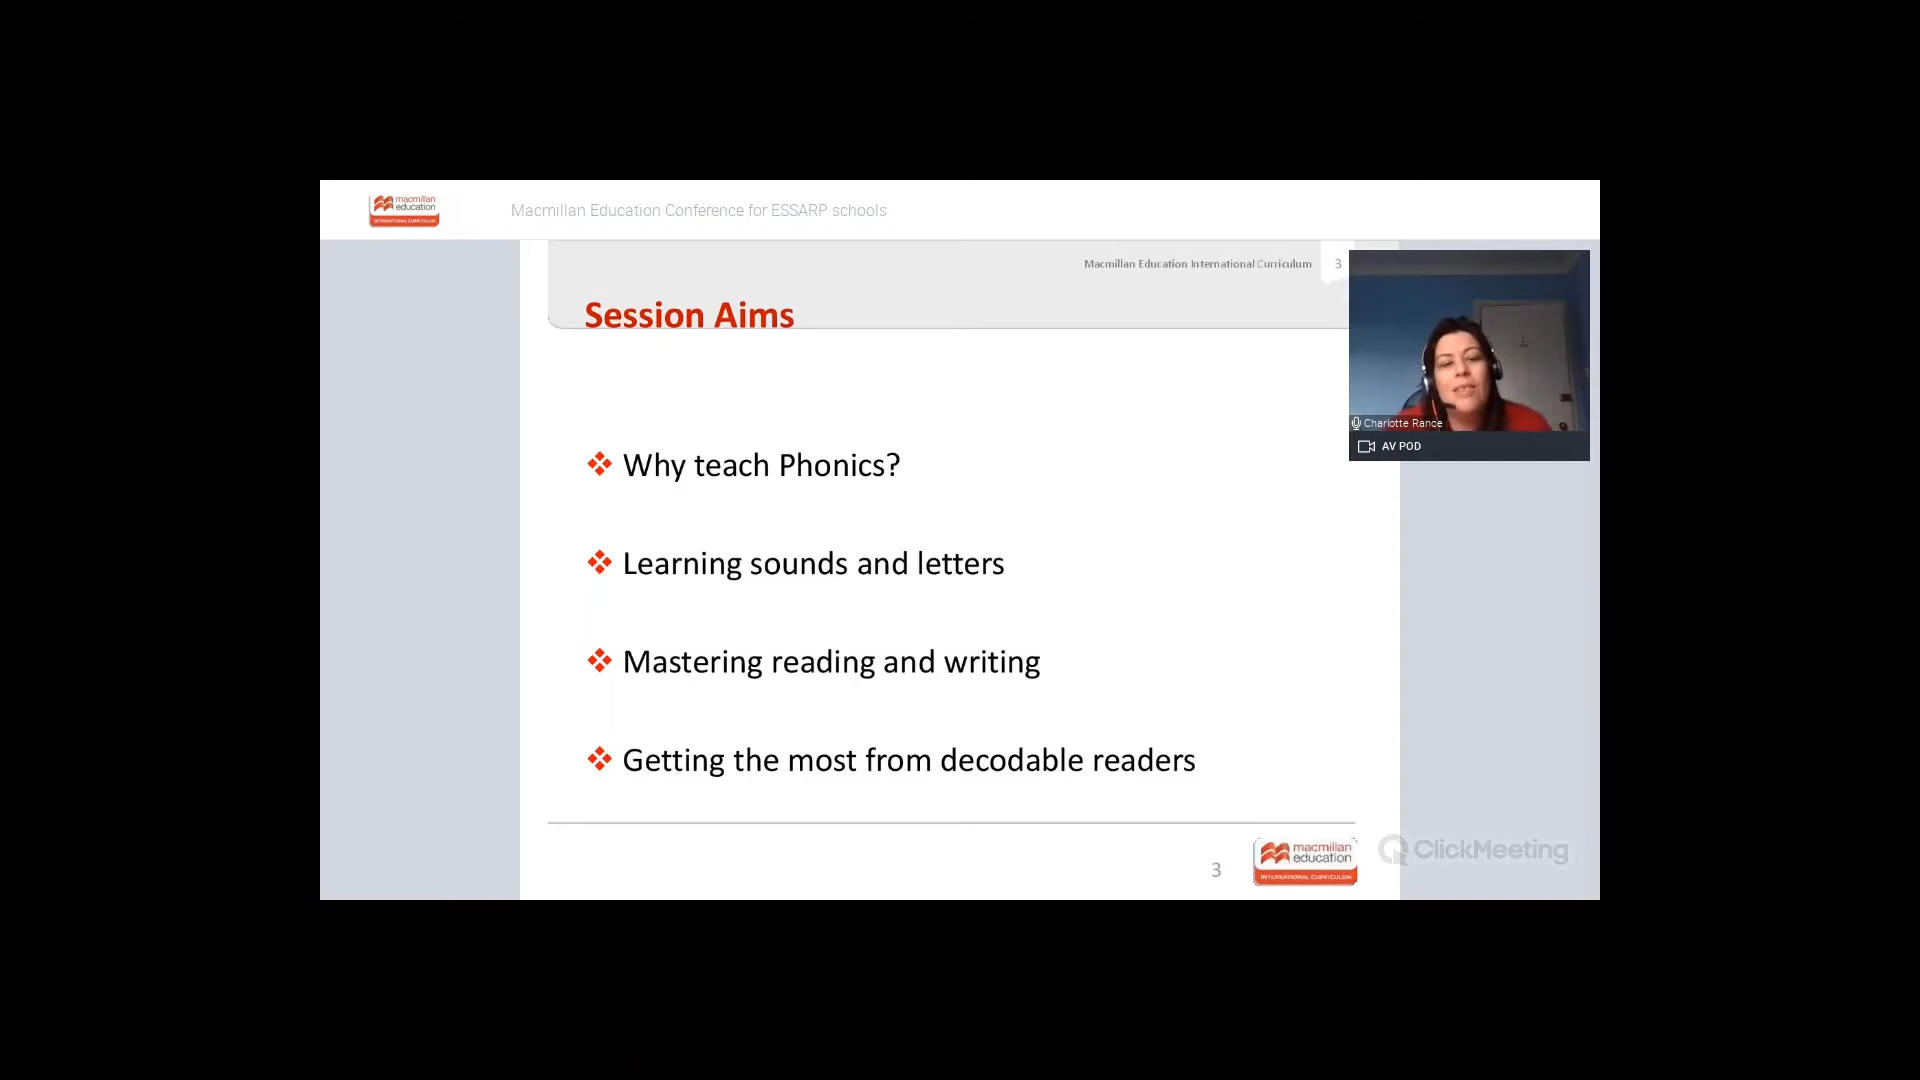 macmillan
education
INTERNATIONAL CURRICULUM
Macmillan Education Conference for ESSARP schools
Macmillan Education International Curriculum 3
Session Aims
Charlotte Rance
AV POD
Why teach Phonics?
Learning sounds and letters
Mastering reading and writing
Getting the most from decodable readers
3
macmillan
education
INTERNATIONAL CURRICULUM
ClickMeeting